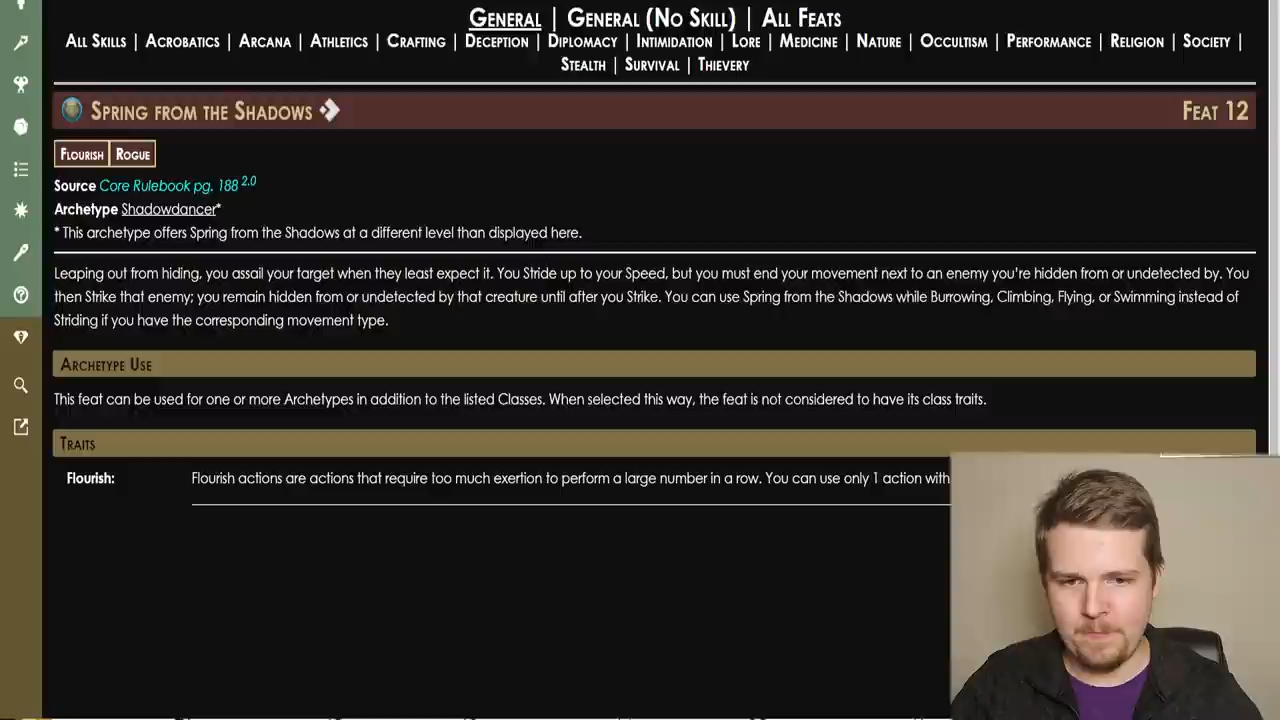 General | General (No Skill) | All Feats
All Skills | Acrobatics | Arcana | Athletics | Crafting | Deception | Diplomacy | Intimidation | Lore | Medicine | Nature | Occultism | Performance | Religion | Society |
Stealth | Survival | Thievery
Spring from the Shadows Feat 12
Flourish Rogue
Source Core Rulebook pg. 188 2.0
Archetype Shadowdancer*
* This archetype offers Spring from the Shadows at a different level than displayed here.
Leaping out from hiding, you assail your target when they least expect it. You Stride up to your Speed, but you must end your movement next to an enemy you're hidden from or undetected by. You
then Strike that enemy; you remain hidden from or undetected by that creature until after you Strike. You can use Spring from the Shadows while Burrowing, Climbing, Flying, or Swimming instead of
Striding if you have the corresponding movement type.
Archetype Use
This feat can be used for one or more Archetypes in addition to the listed Classes. When selected this way, the feat is not considered to have its class traits.
Traits
Flourish: Flourish actions are actions that require too much exertion to perform a large number in a row. You can use only 1 action with